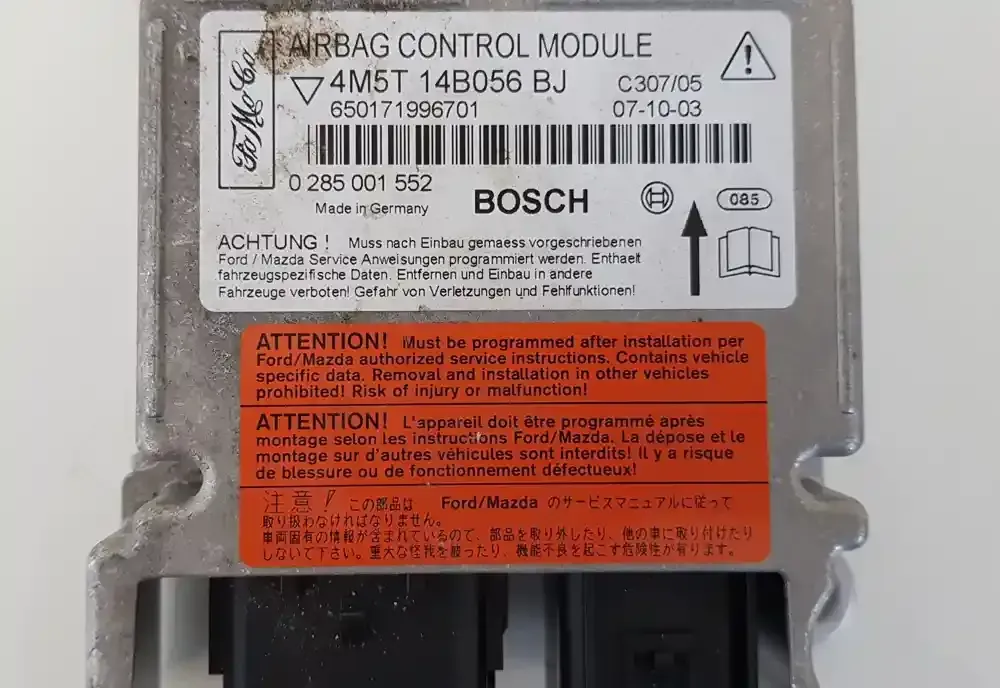 FoMoCo
AIRBAG CONTROL MODULE
4M5T 14B056 BJ
C307/05
650171996701
07-10-03
0 285 001 552
Made in Germany
BOSCH
085
ACHTUNG ! Muss nach Einbau gemaess vorgeschriebenen
Ford / Mazda Service Anweisungen programmiert werden. Enthaelt
fahrzeugspezifische Daten. Entfernen und Einbau in andere
Fahrzeuge verboten! Gefahr von Verletzungen und Fehlfunktionen!
ATTENTION! Must be programmed after installation per
Ford/Mazda authorized service instructions. Contains vehicle
specific data. Removal and installation in other vehicles
prohibited! Risk of injury or malfunction!
ATTENTION! L'appareil doit être programmé après
montage selon les instructions Ford/Mazda. La dépose et le
montage sur d'autres véhicules sont interdits! Il y a risque
de blessure ou de fonctionnement défectueux!
注意! この部品は Ford/Mazda のサービスマニュアルに従って
取り扱わなければなりません。
車両固有の情報が含まれているので、部品を取り外したり、他の車に取り付けたり
しないで下さい。重大な怪我を被ったり、機能不良を起こす危険性が有ります。